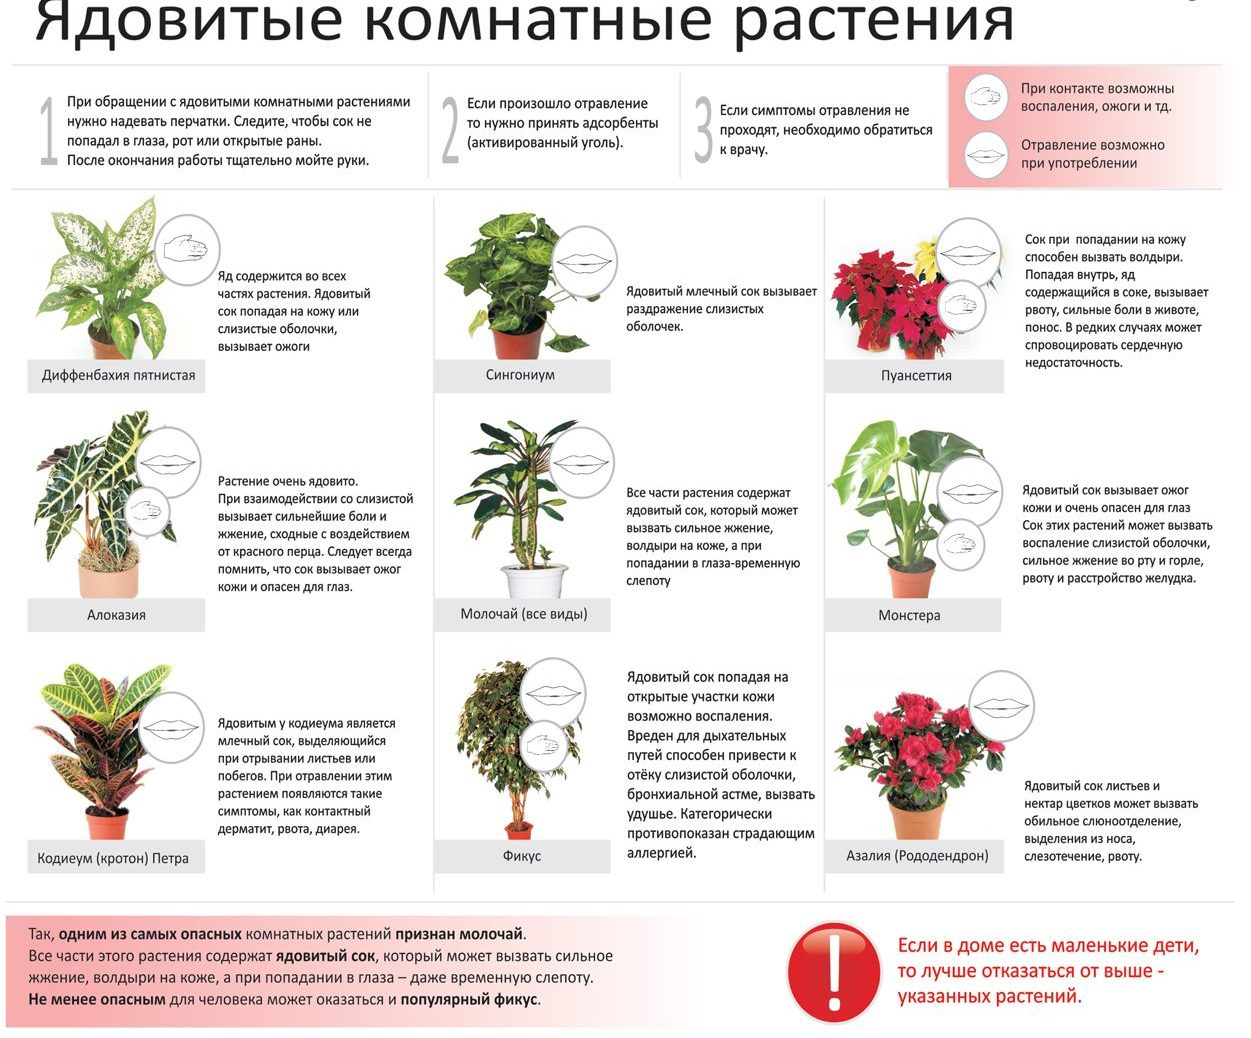 Ядовитые комнатные растения
1
При обращении с ядовитыми комнатными растениями
нужно надевать перчатки. Следите, чтобы сок не
попадал в глаза, рот или открытые раны.
После окончания работы тщательно мойте руки.
2
Если произошло отравление
то нужно принять адсорбенты
(активированный уголь).
3
Если симптомы отравления не
проходят, необходимо обратиться
к врачу.
При контакте возможны
воспаления, ожоги и тд.
Отравление возможно
при употреблении
Яд содержится во всех
частях растения. Ядовитый
сок попадая на кожу или
слизистые оболочки,
вызывает ожоги
Диффенбахия пятнистая
Ядовитый млечный сок вызывает
раздражение слизистых
оболочек.
Сингониум
Сок при попадании на кожу
способен вызвать волдыри.
Попадая внутрь, яд
содержащийся в соке, вызывает
рвоту, сильные боли в животе,
понос. В редких случаях может
спровоцировать сердечную
недостаточность.
Пуансеттия
Растение очень ядовито.
При взаимодействии со слизистой
вызывает сильнейшие боли и
жжение, сходные с воздействием
от красного перца. Следует всегда
помнить, что сок вызывает ожог
кожи и опасен для глаз.
Алоказия
Все части растения содержат
ядовитый сок, который может
вызвать сильное жжение,
волдыри на коже, а при
попадании в глаза-временную
слепоту
Молочай (все виды)
Ядовитый сок вызывает ожог
кожи и очень опасен для глаз
Сок этих растений может вызвать
воспаление слизистой оболочки,
сильное жжение во рту и горле,
рвоту и расстройство желудка.
Монстера
Ядовитым у кодиеума является
млечный сок, выделяющийся
при отрывании листьев или
побегов. При отравлении этим
растением появляются такие
симптомы, как контактный
дерматит, рвота, диарея.
Кодиеум (кротон) Петра
Ядовитый сок попадая на
открытые участки кожи
возможно воспаления.
Вреден для дыхательных
путей способен привести к
отёку слизистой оболочки,
бронхиальной астме, вызвать
удушье. Категорически
противопоказан страдающим
аллергией.
Фикус
Ядовитый сок листьев и
нектар цветков может вызвать
обильное слюноотделение,
выделения из носа,
слезотечение, рвоту.
Азалия (Рододендрон)
Так, одним из самых опасных комнатных растений признан молочай.
Все части этого растения содержат ядовитый сок, который может вызвать сильное
жжение, волдыри на коже, а при попадании в глаза – даже временную слепоту.
Не менее опасным для человека может оказаться и популярный фикус.
!
Если в доме есть маленькие дети,
то лучше отказаться от выше -
указанных растений.